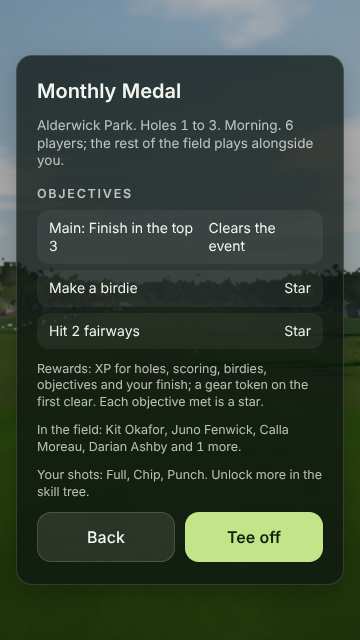 Monthly Medal
Alderwick Park. Holes 1 to 3. Morning. 6
players; the rest of the field plays alongside
you.
OBJECTIVES
Main: Finish in the top
3
Clears the
event
Make a birdie
Star
Hit 2 fairways
Star
Rewards: XP for holes, scoring, birdies,
objectives and your finish; a gear token on the
first clear. Each objective met is a star.
In the field: Kit Okafor, Juno Fenwick, Calla
Moreau, Darian Ashby and 1 more.
Your shots: Full, Chip, Punch. Unlock more in the
skill tree.
Back
Tee off